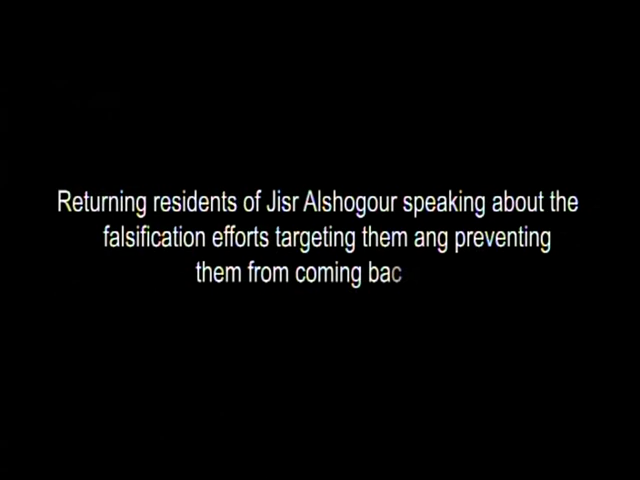 Returning residents of Jisr Alshogour speaking about the
falsification efforts targeting them ang preventing
them from coming bac